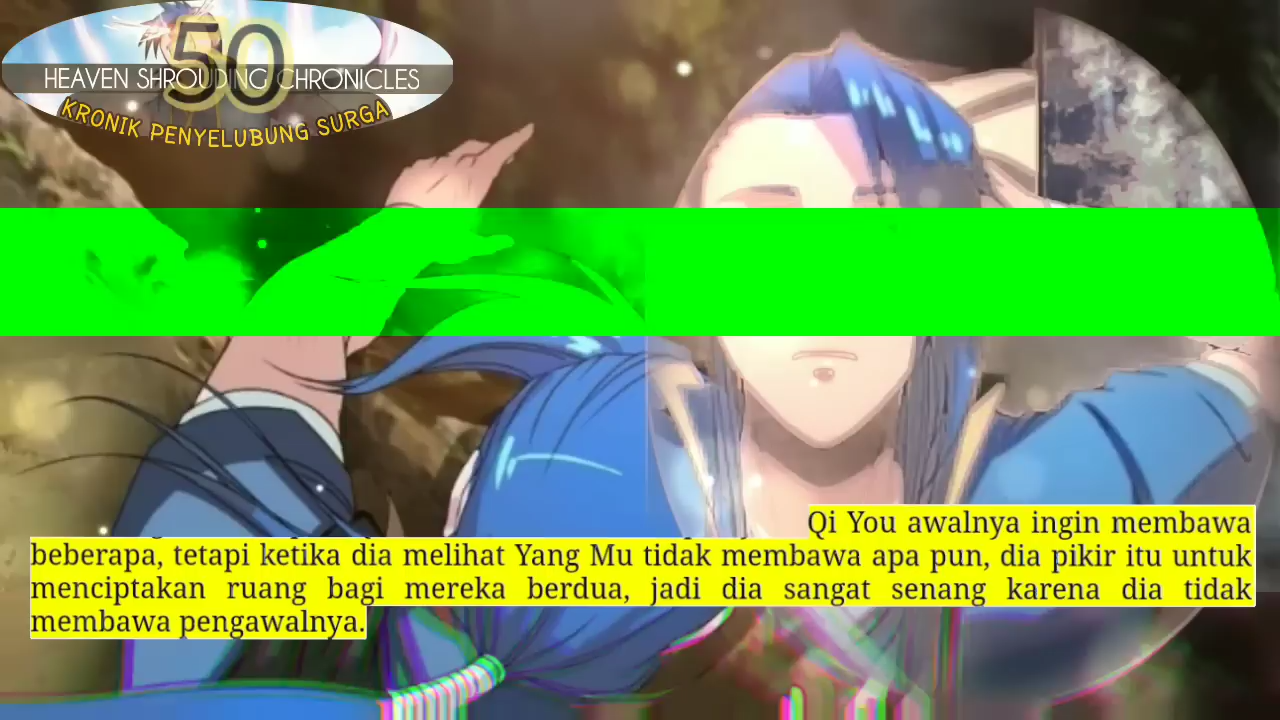 50
HEAVEN SHROUDING CHRONICLES
KRONIK PENYELUBUNG SURGA
Qi You awalnya ingin membawa
beberapa, tetapi ketika dia melihat Yang Mu tidak membawa apa pun, dia pikir itu untuk
menciptakan ruang bagi mereka berdua, jadi dia sangat senang karena dia tidak
membawa pengawalnya.